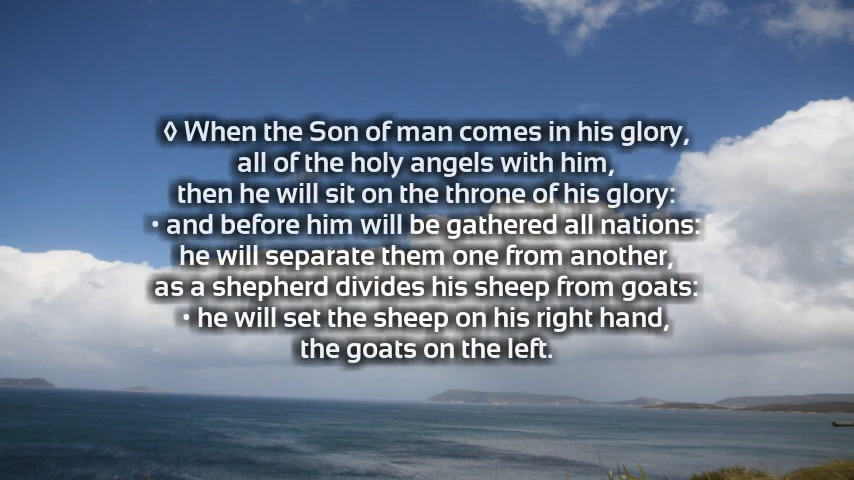 ◊ When the Son of man comes in his glory,
all of the holy angels with him,
then he will sit on the throne of his glory:
• and before him will be gathered all nations:
he will separate them one from another,
as a shepherd divides his sheep from goats:
• he will set the sheep on his right hand,
the goats on the left.